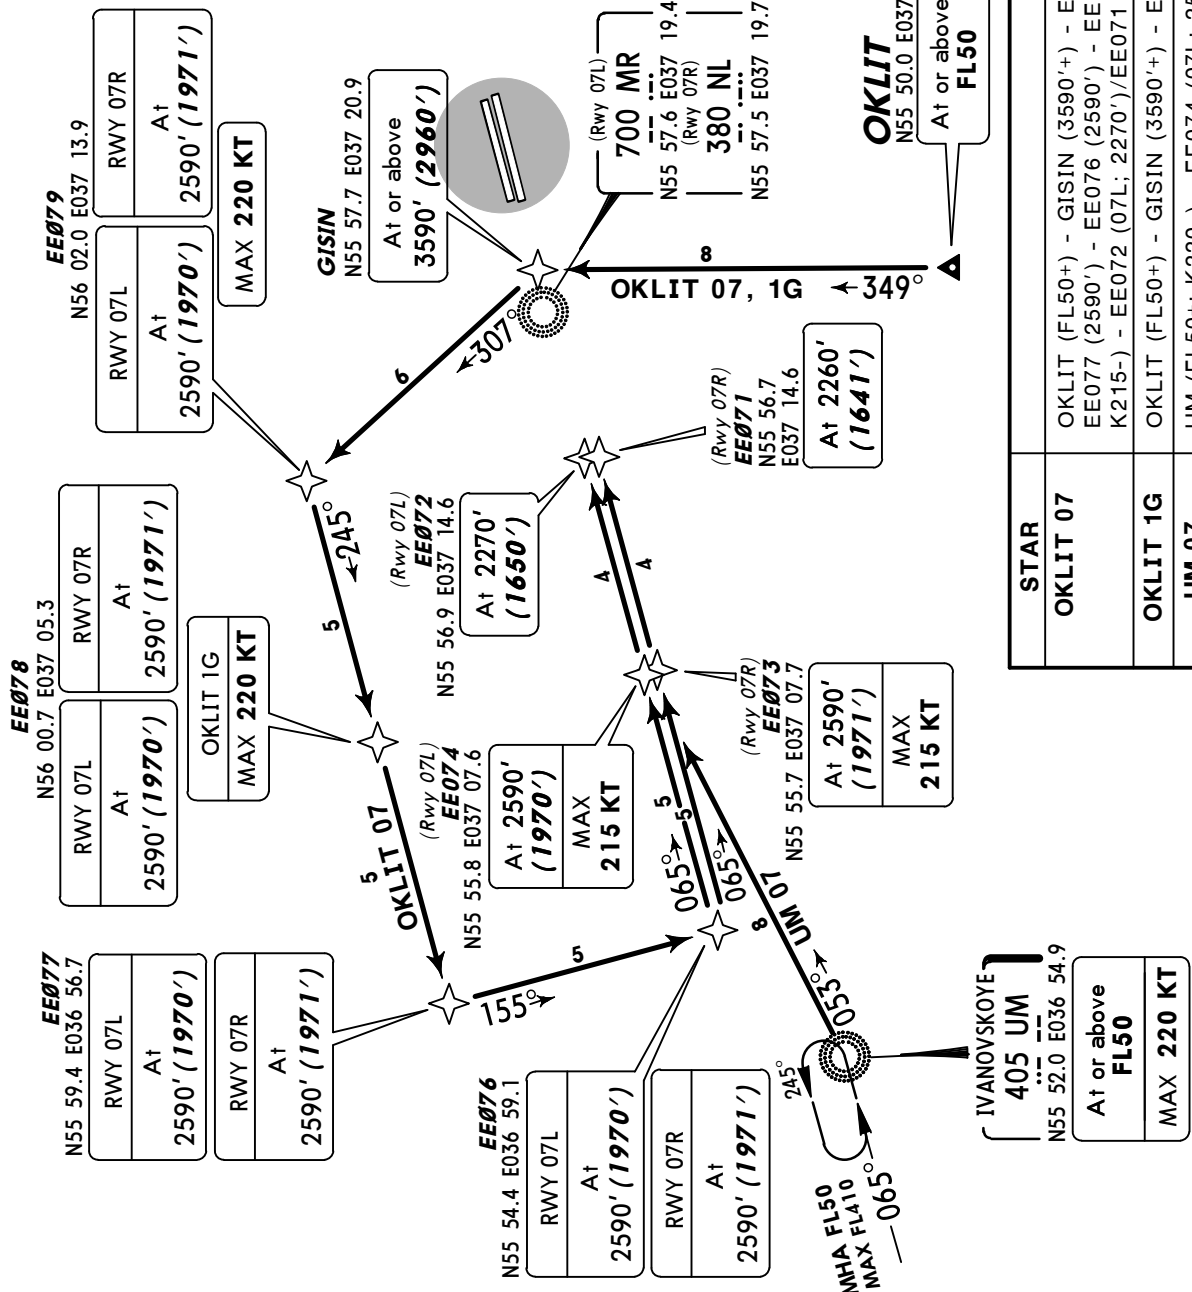 EEØ79
N56 02.0 E037 13.9
RWY 07L
At
2590' (1970')
RWY 07R
At
2590' (1971')
MAX 220 KT
GISIN
N55 57.7 E037 20.9
At or above
3590' (2960')
(Rwy 07L)
700 MR
N55 57.6 E037 19.4
(Rwy 07R)
380 NL
N55 57.5 E037 19.7
OKLIT
N55 50.0 E037
At or above
FL50
8
OKLIT 07, 1G
349°
307°
6
245°
5
EEØ78
N56 00.7 E037 05.3
RWY 07L
At
2590' (1970')
RWY 07R
At
2590' (1971')
OKLIT 1G
MAX 220 KT
5
OKLIT 07
EEØ77
N55 59.4 E036 56.7
RWY 07L
At
2590' (1970')
RWY 07R
At
2590' (1971')
155°
5
EEØ76
N55 54.4 E036 59.1
RWY 07L
At
2590' (1970')
RWY 07R
At
2590' (1971')
065°
5
065°
5
(Rwy 07L)
EEØ74
N55 55.8 E037 07.6
At 2590'
(1970')
MAX
215 KT
(Rwy 07R)
EEØ73
N55 55.7 E037 07.7
At 2590'
(1971')
MAX
215 KT
4
4
(Rwy 07L)
EEØ72
N55 56.9 E037 14.6
At 2270'
(1650')
(Rwy 07R)
EEØ71
N55 56.7
E037 14.6
At 2260'
(1641')
8
UM 07
053°
245°
065°
MHA FL50
MAX FL410
IVANOVSKOYE
405 UM
N55 52.0 E036 54.9
At or above
FL50
MAX 220 KT
STAR
OKLIT 07
OKLIT (FL50+) - GISIN (3590'+) - E
EE077 (2590') - EE076 (2590') - EE
K215-) - EE072 (07L; 2270')/EE071
OKLIT 1G
OKLIT (FL50+) - GISIN (3590'+) - E
UM 07